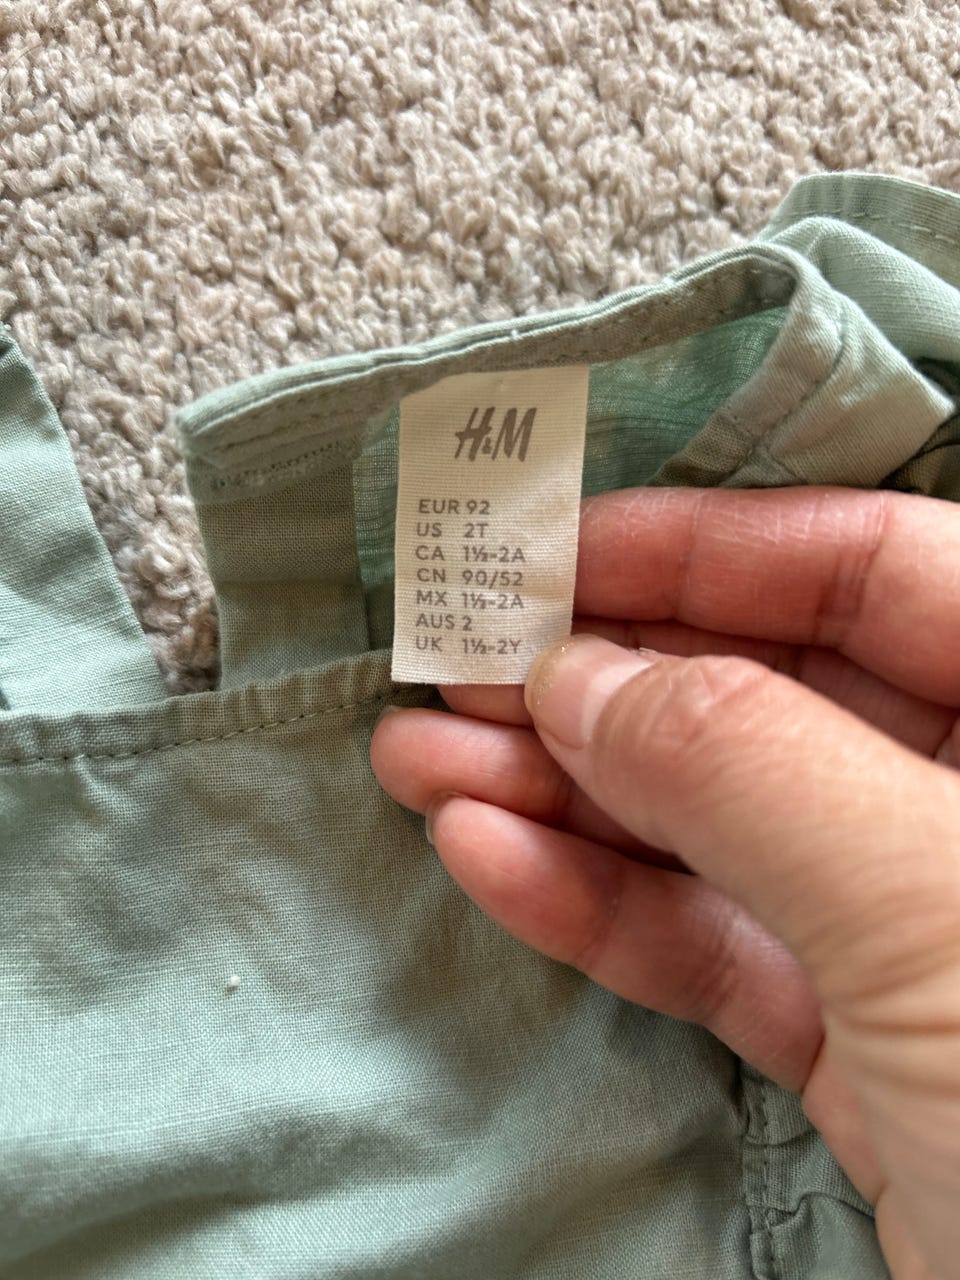 H&M
EUR 92
US 2T
CA 1½-2A
CN 90/52
MX 1½-2A
AUS 2
UK 1½-2Y